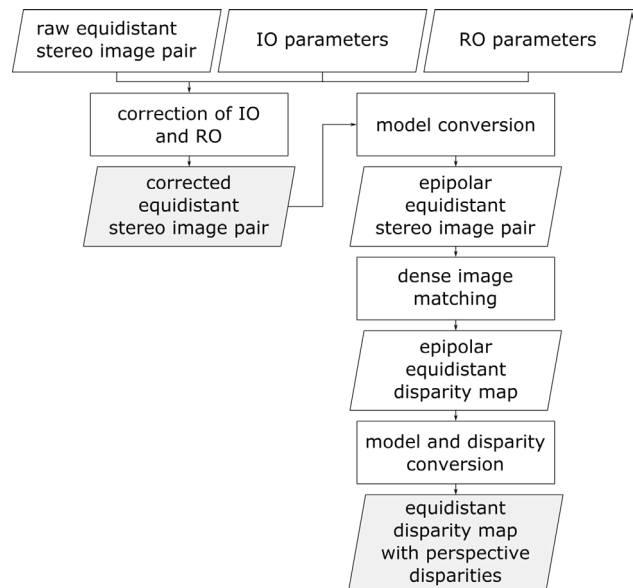 raw equidistant
stereo image pair
IO parameters
RO parameters
correction of IO
and RO
model conversion
corrected
equidistant
stereo image pair
epipolar
equidistant
stereo image pair
dense image
matching
epipolar
equidistant
disparity map
model and disparity
conversion
equidistant
disparity map
with perspective
disparities